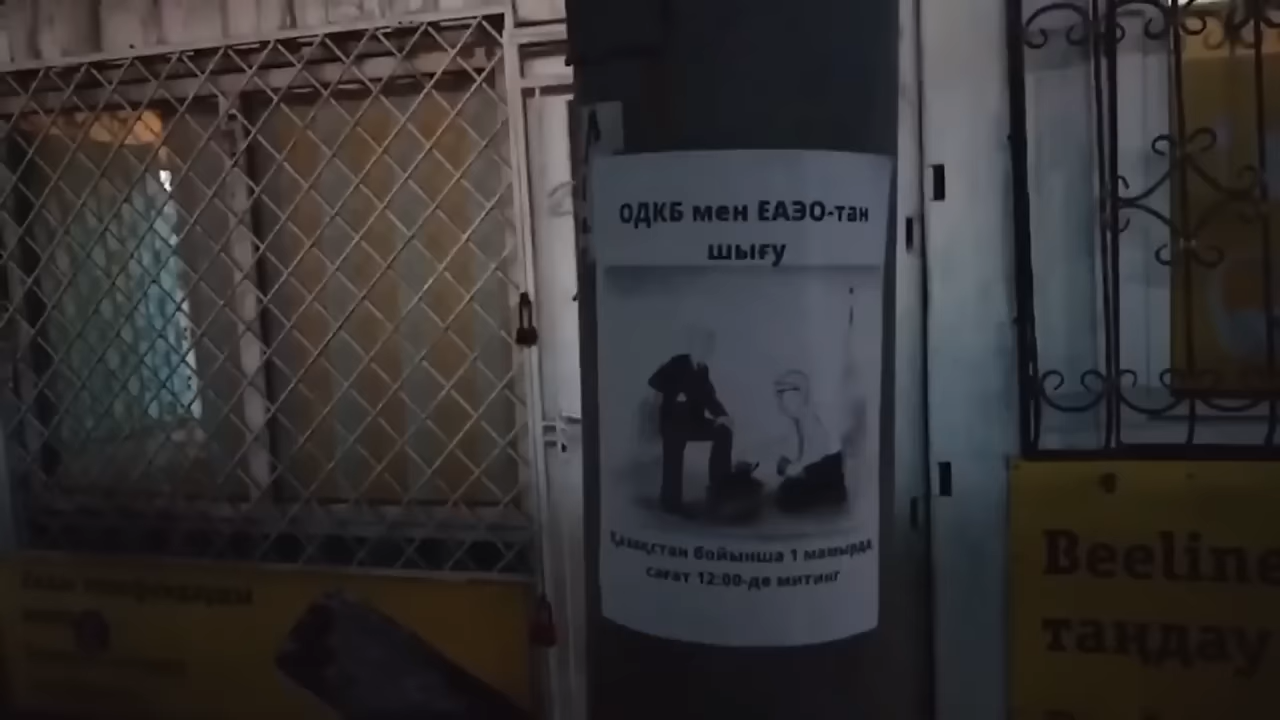 ОДКБ мен ЕАЭО-тан
шығу
Қазақстан бойынша 1 мамырда
сағат 12:00-де митинг
Beeline
таңдау